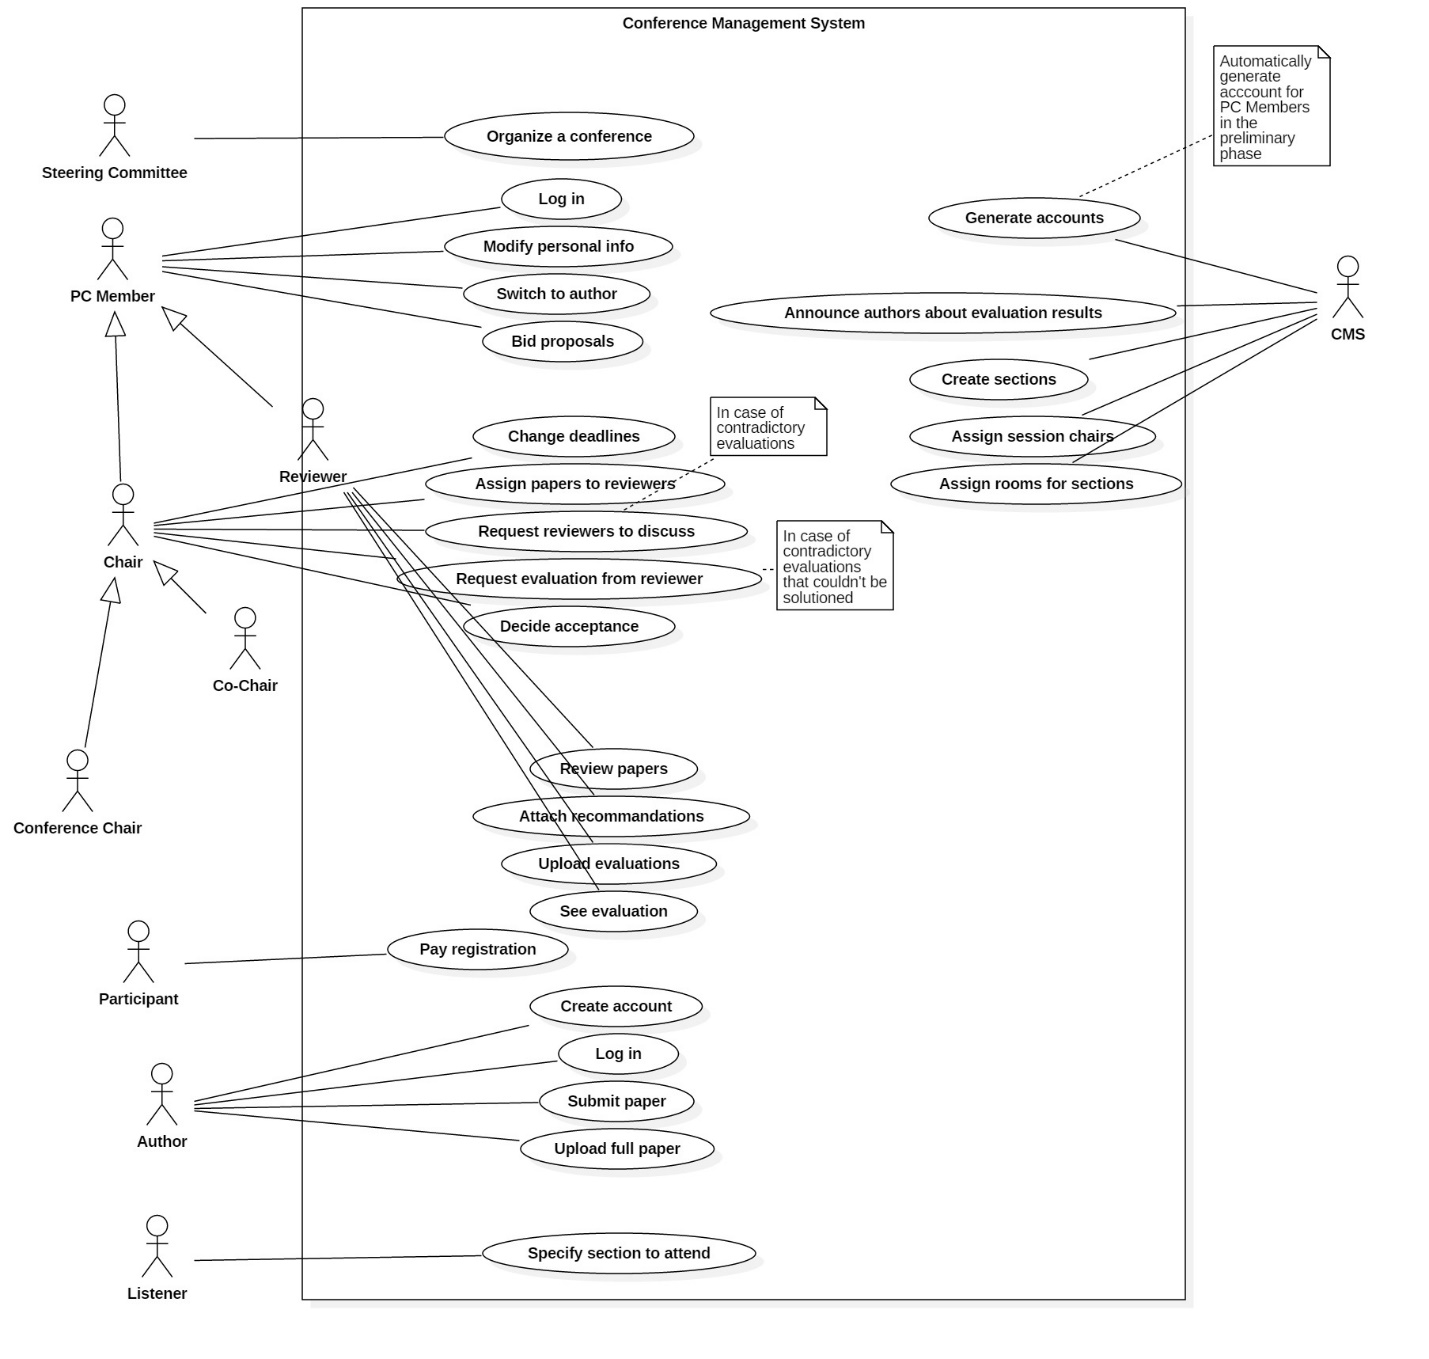 Conference Management System
Automatically
generate
acccount for
PC Members
in the
preliminary
phase
Organize a conference
Steering Committee
Log in
Generate accounts
Modify personal info
PC Member
Switch to author
Announce authors about evaluation results
CMS
Bid proposals
Create sections
In case of
contradictory
evaluations
Change deadlines
Assign session chairs
Reviewer
Assign papers to reviewers
Assign rooms for sections
Request reviewers to discuss
In case of
contradictory
evaluations
that couldn't be
solutioned
Chair
Request evaluation from reviewer
Decide acceptance
Co-Chair
Review papers
Attach recommandations
Conference Chair
Upload evaluations
See evaluation
Pay registration
Participant
Create account
Log in
Submit paper
Author
Upload full paper
Specify section to attend
Listener